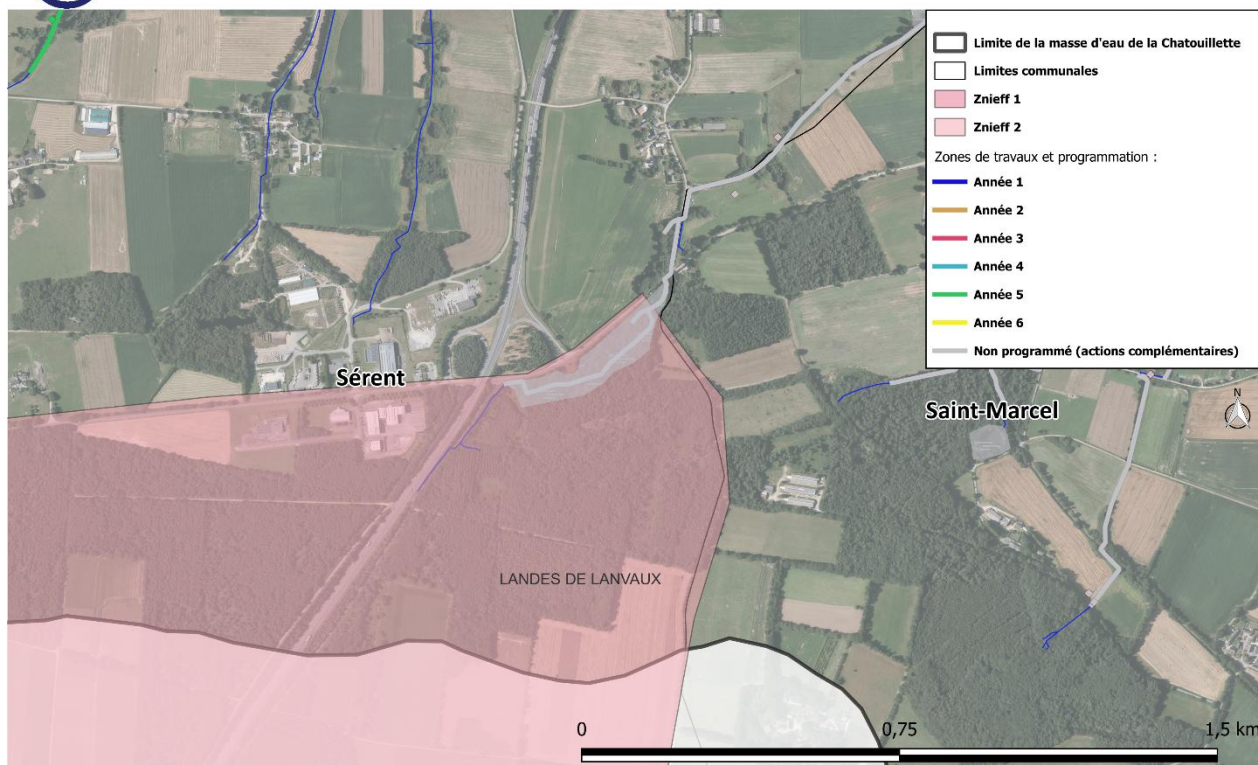 Limite de la masse d'eau de la Chatouillette
Limites communales
Znieff 1
Znieff 2
Zones de travaux et programmation :
Année 1
Année 2
Année 3
Année 4
Année 5
Année 6
Non programmé (actions complémentaires)
Sérent
Saint-Marcel
N
LANDES DE LANVAUX
0 0,75 1,5 km